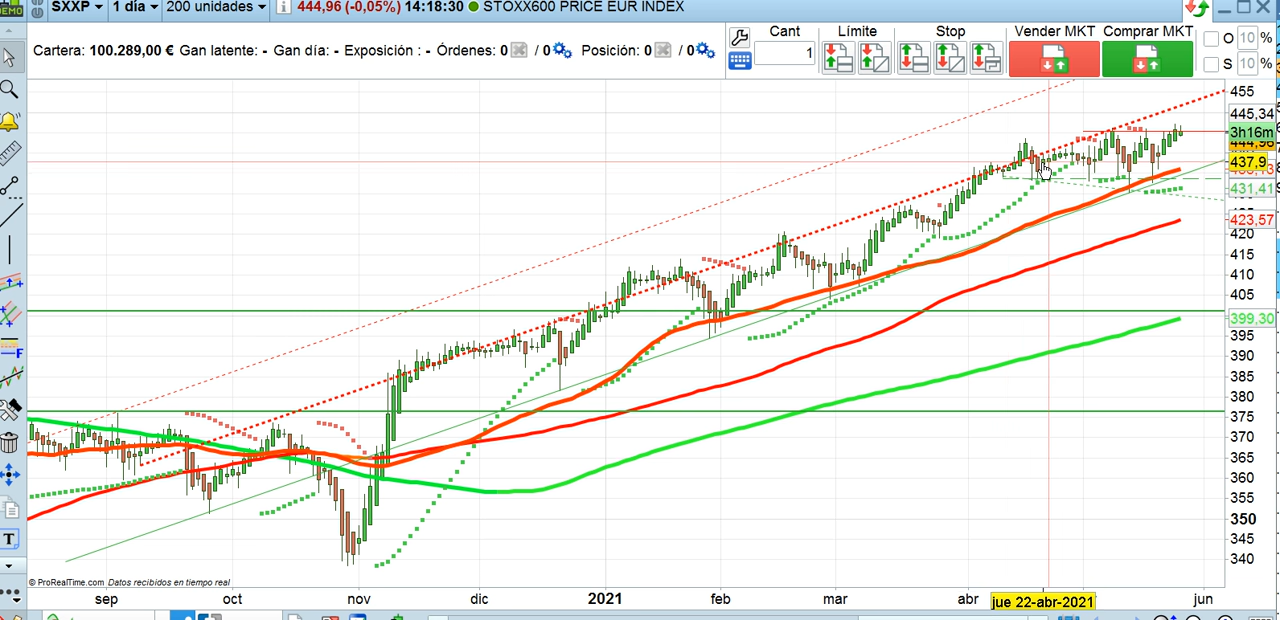 DEMO SXXP 1 día 200 unidades i 444,96 (-0,05%) 14:18:30 STOXX600 PRICE EUR INDEX
Cartera: 100.289,00 € Gan latente: - Gan día: - Exposición : - Órdenes: 0 / 0 Posición: 0 / 0
Cant Límite Stop Vender MKT Comprar MKT
O 10 %
1
S 10 %
455
445,34
3h16m
444,96
437,9
431,41
423,57
420
415
410
405
399,30
395
390
385
380
375
370
365
360
355
350
345
340
F
T
© ProRealTime.com Datos recibidos en tiempo real
sep oct nov dic 2021 feb mar abr jue 22-abr-2021 jun